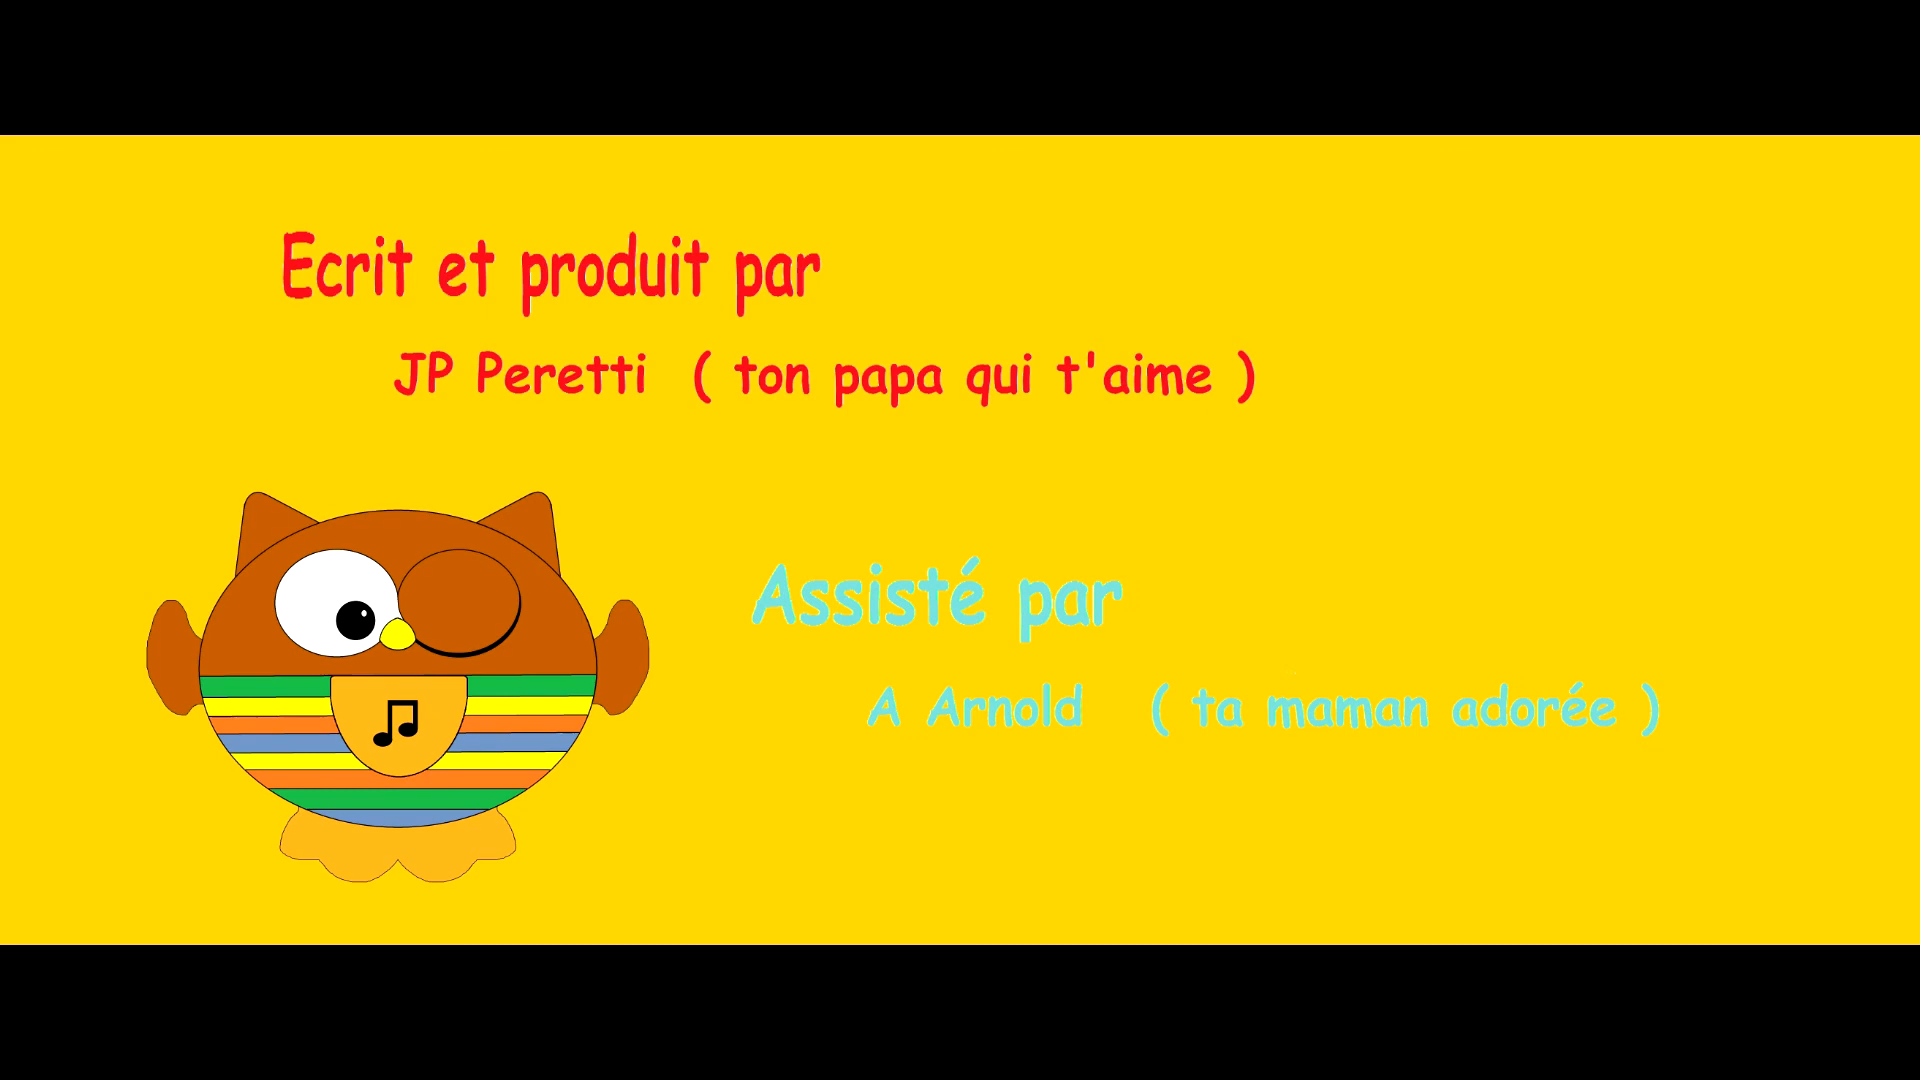 Ecrit et produit par
JP Peretti ( ton papa qui t'aime )
Assisté par
A Arnold ( ta maman adorée )